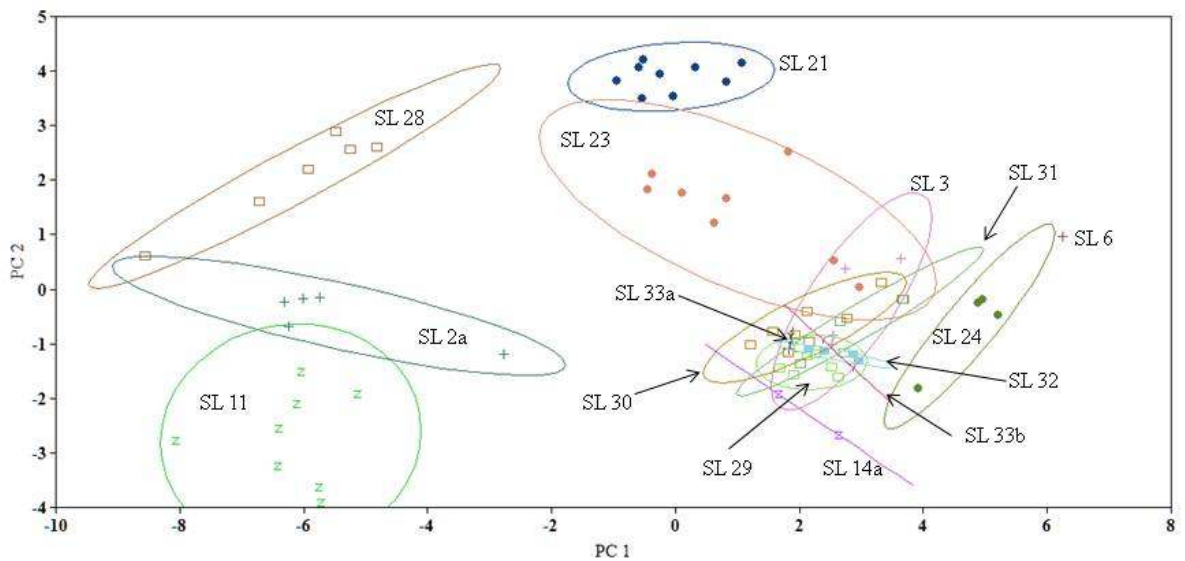 5
4
3
2
1
0
-1
-2
-3
-4
PC 2
-10
-8
-6
-4
-2
0
2
4
6
8
PC 1
SL 21
SL 28
SL 23
SL 3
SL 31
SL 6
SL 33a
SL 24
SL 2a
SL 32
SL 11
SL 30
SL 33b
SL 29
SL 14a